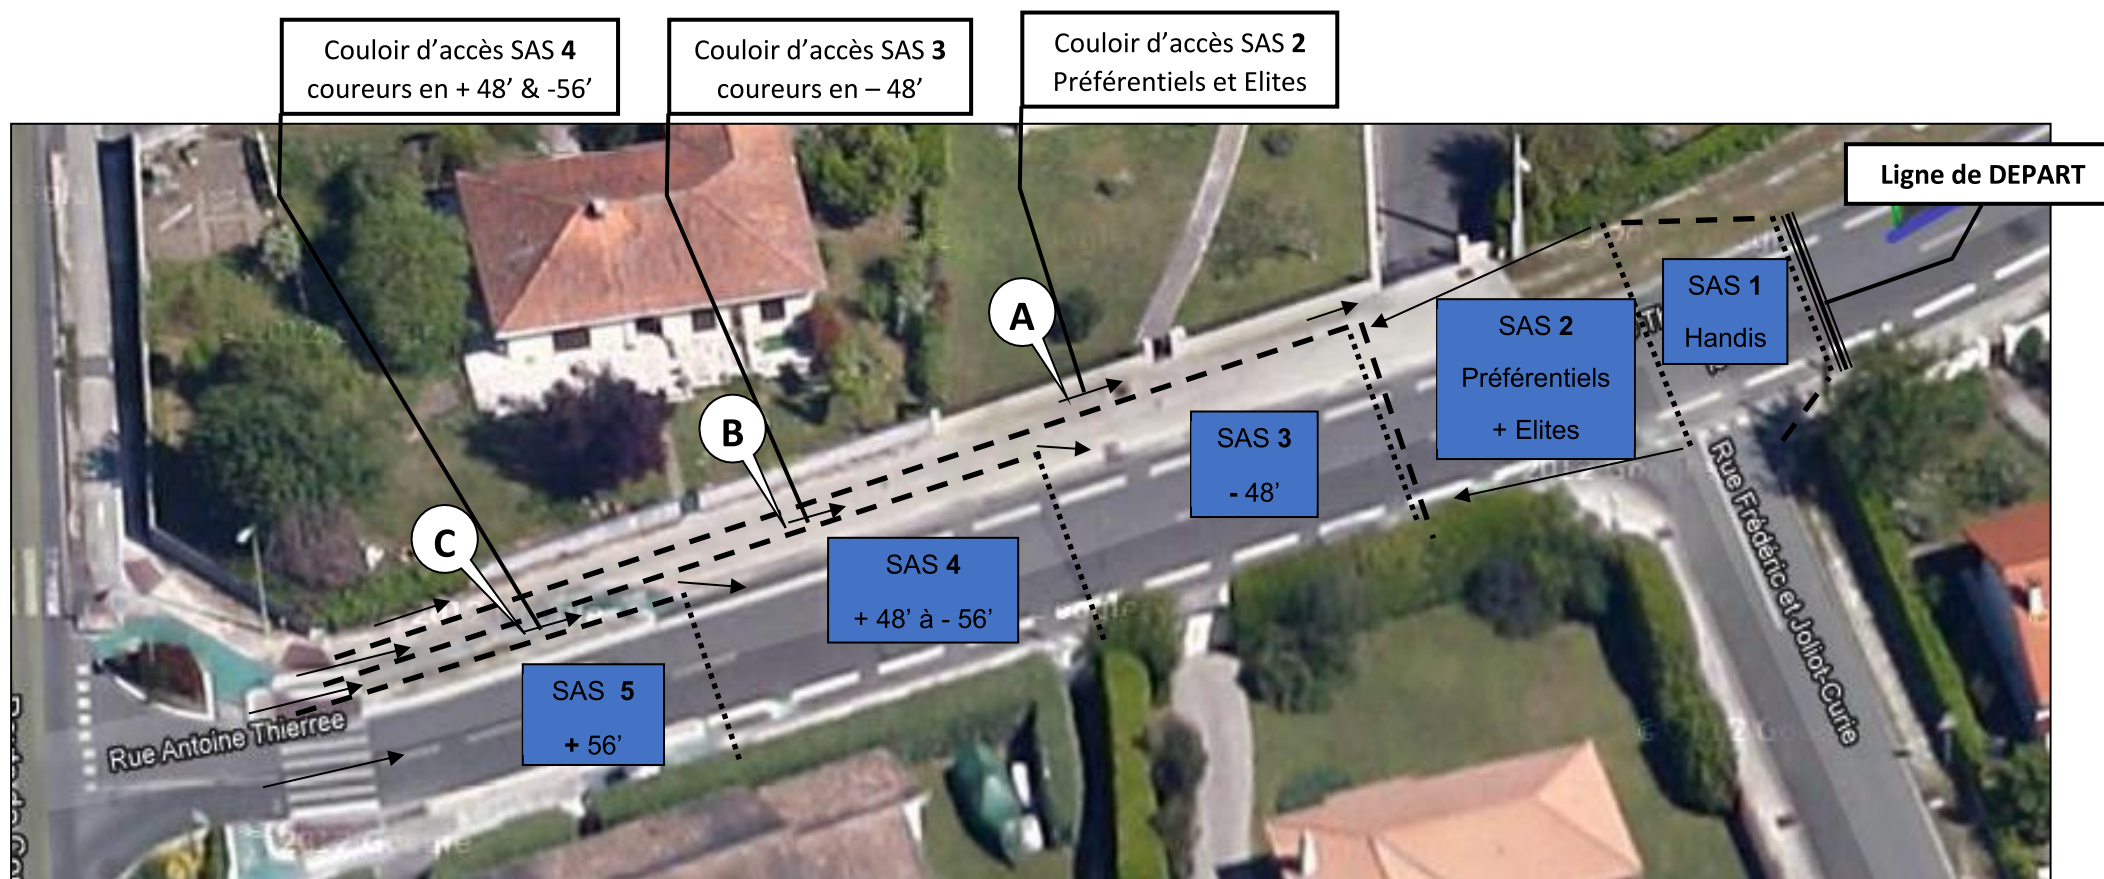 Couloir d’accès SAS 4
coureurs en + 48’ & -56’
Couloir d’accès SAS 3
coureurs en – 48’
Couloir d’accès SAS 2
Préférentiels et Elites
Ligne de DEPART
A
B
C
SAS 1
Handis
SAS 2
Préférentiels
+ Elites
SAS 3
- 48’
SAS 4
+ 48’ à - 56’
SAS 5
+ 56’
Rue Antoine Thierree
Rue Frédéric et Joliot-Curie